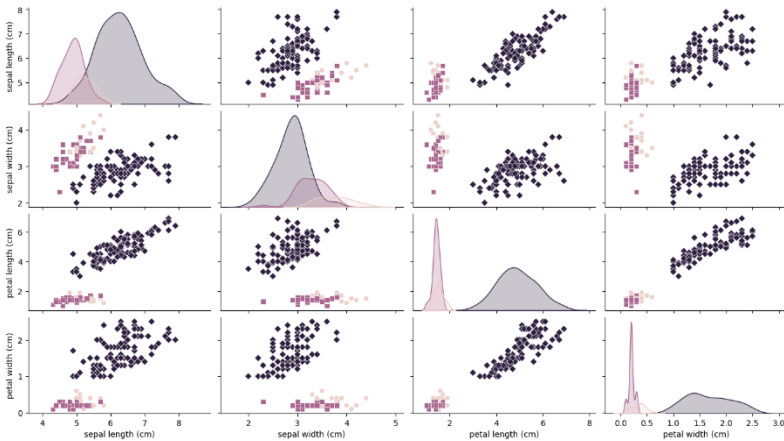 sepal length (cm)
8
7
6
5
sepal width (cm)
4
3
2
petal length (cm)
6
4
2
petal width (cm)
2
1
0
4 5 6 7 8
sepal length (cm)
2 3 4 5
sepal width (cm)
2 4 6 8
petal length (cm)
0.0 0.5 1.0 1.5 2.0 2.5
petal width (cm)